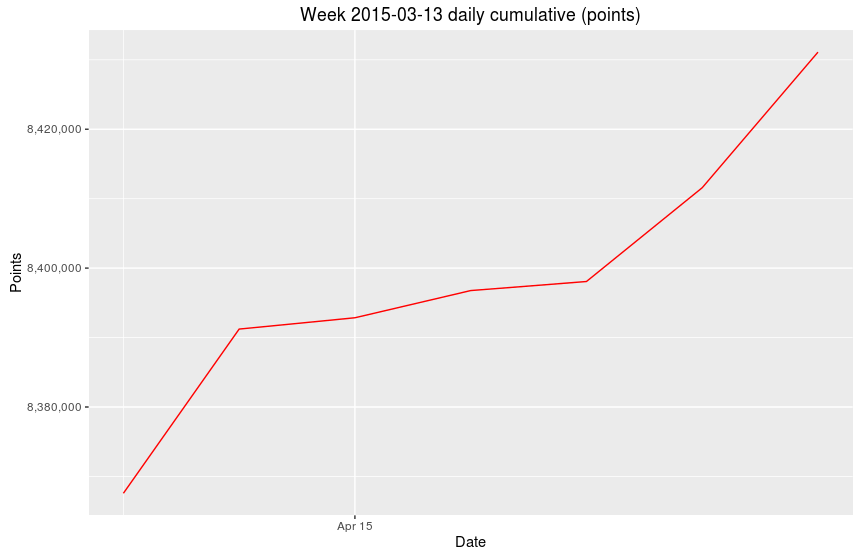 Week 2015-03-13 daily cumulative (points)
8,420,000
8,400,000
8,380,000
Points
Apr 15
Date